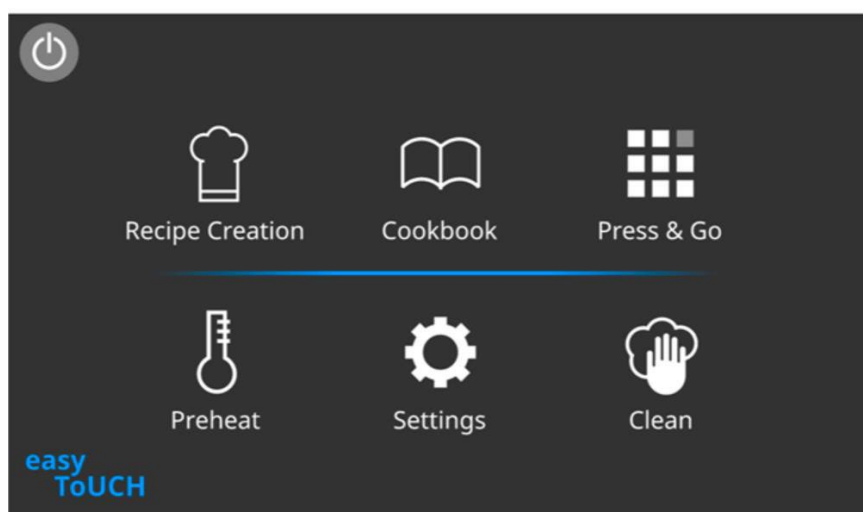 Recipe Creation
Cookbook
Press & Go
Preheat
Settings
Clean
easy
ToUCH